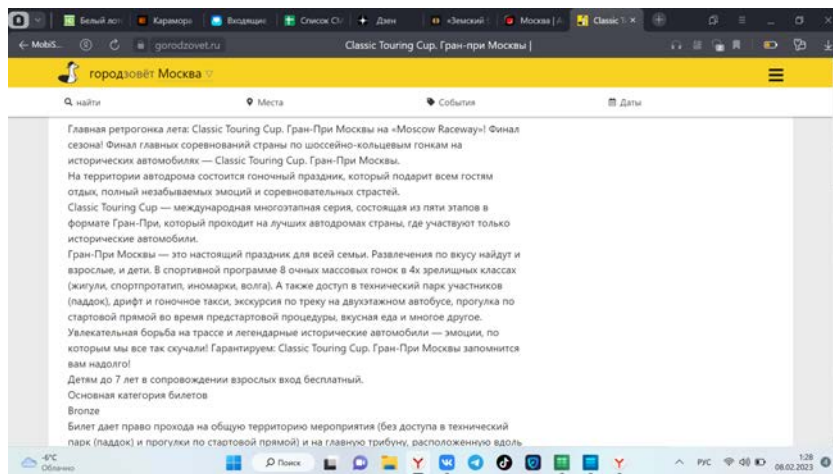 Белый лот
Карамора
Входящие
Список СМ
Дзен
«Земский
Москва | А
Classic T
MobiS...
gorodzovet.ru
Classic Touring Cup. Гран-при Москвы |
городзовёт Москва
найти
Места
События
Даты
Главная ретрогонка лета: Classic Touring Cup. Гран-При Москвы на «Moscow Raceway»! Финал
сезона! Финал главных соревнований страны по шоссейно-кольцевым гонкам на
исторических автомобилях — Classic Touring Cup. Гран-При Москвы.
На территории автодрома состоится гоночный праздник, который подарит всем гостям
отдых, полный незабываемых эмоций и соревновательных страстей.
Classic Touring Cup — международная многоэтапная серия, состоящая из пяти этапов в
формате Гран-При, который проходит на лучших автодромах страны, где участвуют только
исторические автомобили.
Гран-При Москвы — это настоящий праздник для всей семьи. Развлечения по вкусу найдут и
взрослые, и дети. В спортивной программе 8 очных массовых гонок в 4х зрелищных классах
(жигули, спортпротатип, иномарки, волга). А также доступ в технический парк участников
(паддок), дрифт и гоночное такси, экскурсия по треку на двухэтажном автобусе, прогулка по
стартовой прямой во время предстартовой процедуры, вкусная еда и многое другое.
Увлекательная борьба на трассе и легендарные исторические автомобили — эмоции, по
которым мы все так скучали! Гарантируем: Classic Touring Cup. Гран-При Москвы запомнится
вам надолго!
Детям до 7 лет в сопровождении взрослых вход бесплатный.
Основная категория билетов
Bronze
Билет дает право прохода на общую территорию мероприятия (без доступа в технический
парк (паддок) и прогулки по стартовой прямой) и на главную трибуну, расположенную вдоль
-4°C
Облачно
Поиск
РУС
1:28
06.02.2023